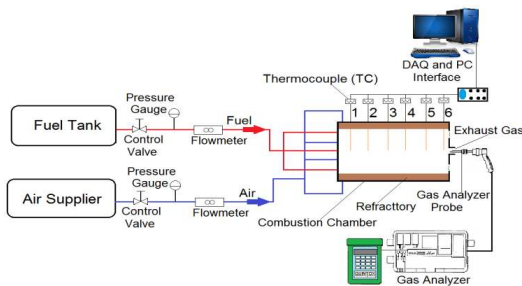 DAQ and PC
Interface
Thermocouple (TC)
1 2 3 4 5 6
Pressure
Gauge
Fuel Tank
Fuel
Control
Valve
Flowmeter
Exhaust Gas
Pressure
Gauge
Air Supplier
Air
Control
Valve
Flowmeter
Gas Analyzer
Probe
Refracttory
Combustion Chamber
Gas Analyzer